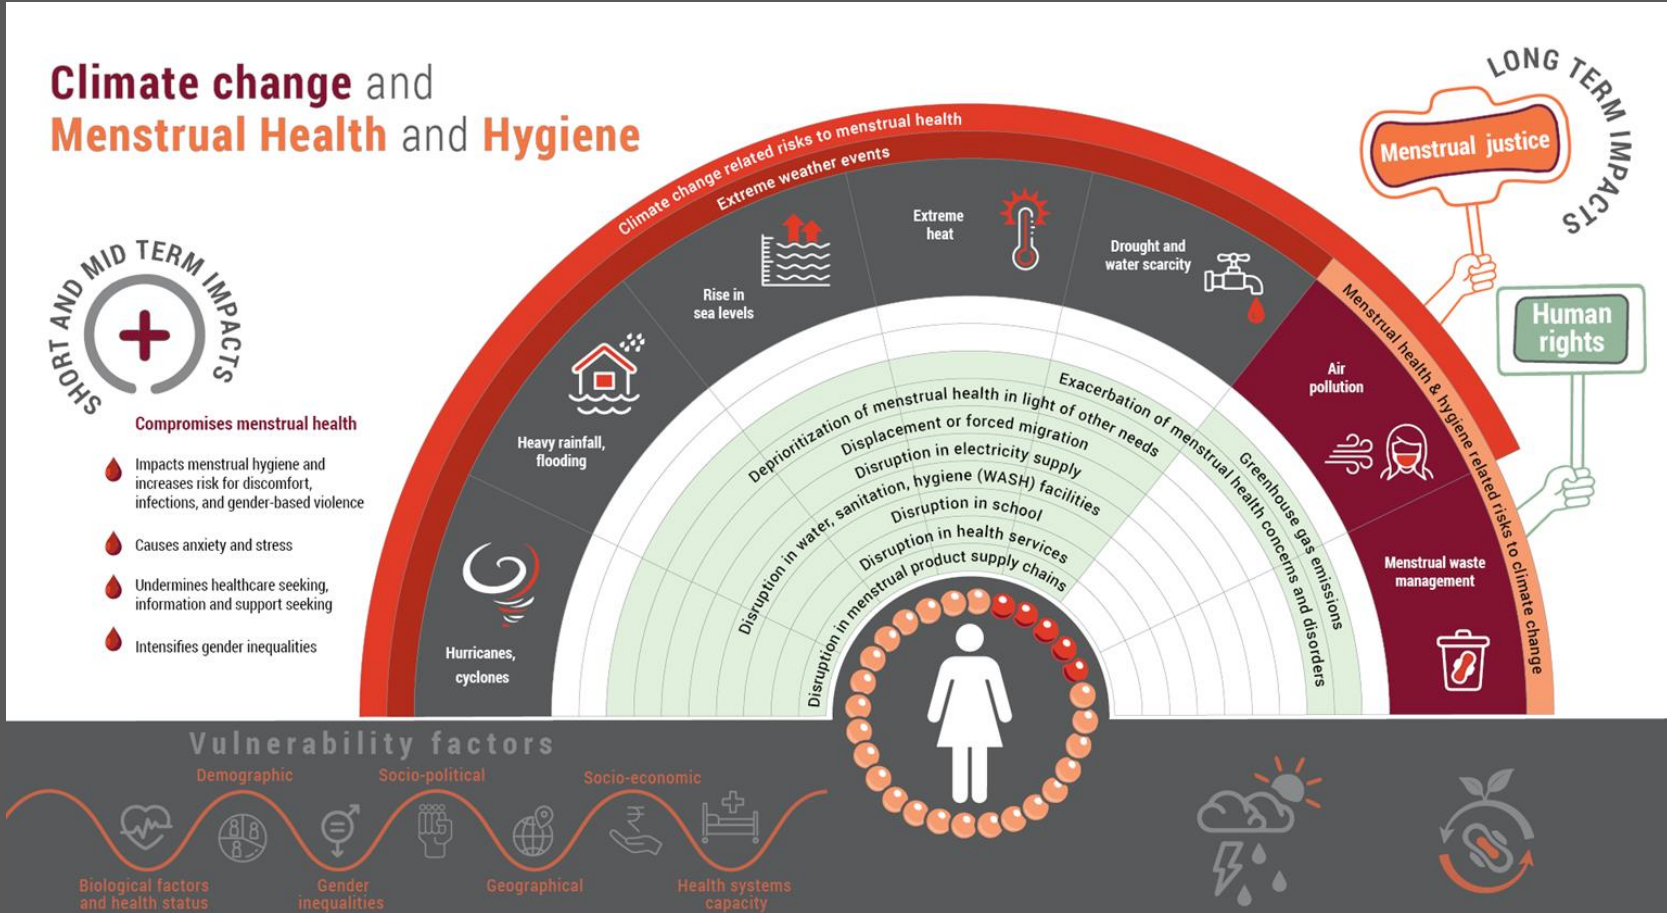 Climate change and
Menstrual Health and Hygiene
SHORT AND MID TERM IMPACTS
Compromises menstrual health
Impacts menstrual hygiene and
increases risk for discomfort,
infections, and gender-based violence
Causes anxiety and stress
Undermines healthcare seeking,
information and support seeking
Intensifies gender inequalities
Climate change related risks to menstrual health
Extreme weather events
Hurricanes,
cyclones
Heavy rainfall,
flooding
Rise in
sea levels
Extreme
heat
Drought and
water scarcity
Menstrual health & hygiene related risks to climate change
Air
pollution
Menstrual waste
management
Exacerbation of menstrual health concerns and disorders
Greenhouse gas emissions
Deprioritization of menstrual health in light of other needs
Displacement or forced migration
Disruption in electricity supply
Disruption in water, sanitation, hygiene (WASH) facilities
Disruption in school
Disruption in health services
Disruption in menstrual product supply chains
LONG TERM IMPACTS
Menstrual justice
Human
rights
Vulnerability factors
Demographic
Socio-political
Socio-economic
₹
Biological factors
and health status
Gender
inequalities
Geographical
Health systems
capacity